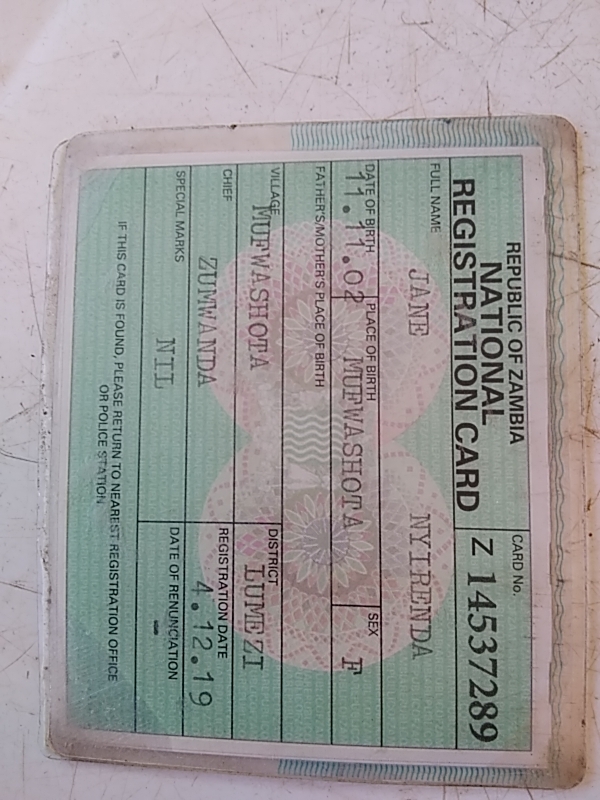 REPUBLIC OF ZAMBIA
NATIONAL
REGISTRATION CARD
CARD No.
Z 14537289
FULL NAME
JANE NYIRENDA
DATE OF BIRTH PLACE OF BIRTH SEX
11.11.02 MUFWASHOTA F
FATHER'S/MOTHER'S PLACE OF BIRTH
VILLAGE DISTRICT
MUFWASHOTA LUMEZI
CHIEF REGISTRATION DATE
ZUMWANDA 4.12.19
SPECIAL MARKS DATE OF RENUNCIATION
NIL -
IF THIS CARD IS FOUND, PLEASE RETURN TO NEAREST REGISTRATION OFFICE
OR POLICE STATION